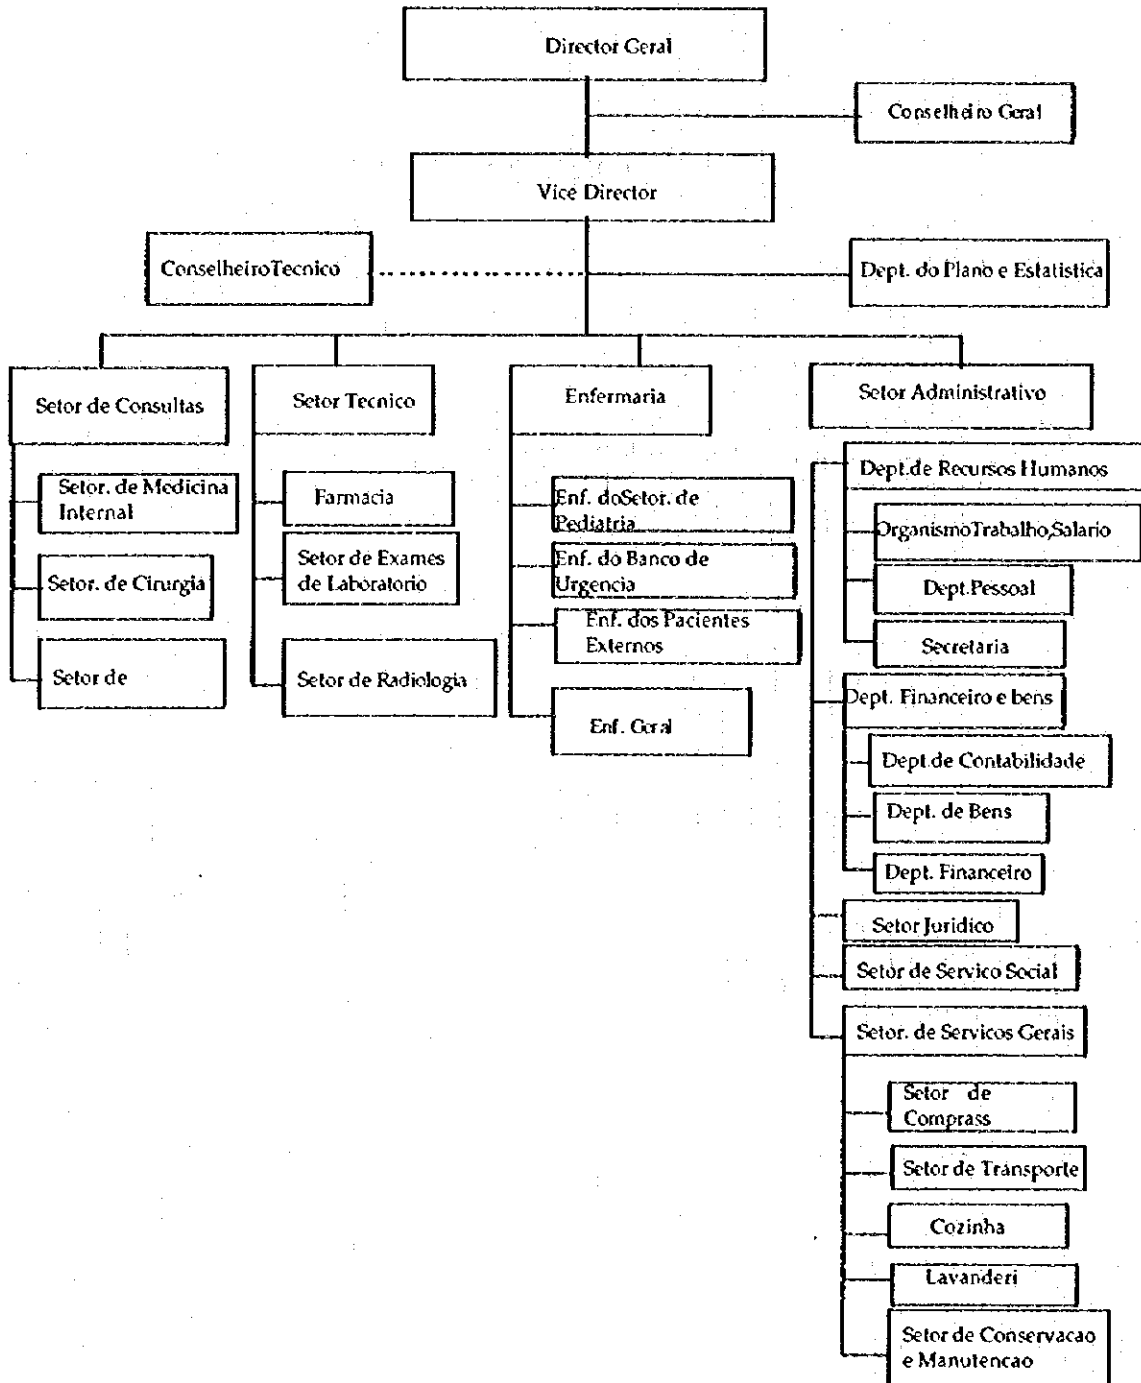 Director Geral
Conselheiro Geral
Vice Director
ConselheiroTecnico
Dept. do Plano e Estatistica
Setor de Consultas
Setor. de Medicina
Internal
Setor. de Cirurgia
Setor de
Setor Tecnico
Farmacia
Setor de Exames
de Laboratorio
Setor de Radiologia
Enfermaria
Enf. doSetor. de
Pediatria
Enf. do Banco de
Urgencia
Enf. dos Pacientes
Externos
Enf. Geral
Setor Administrativo
Dept.de Recursos Humanos
OrganismoTrabalho,Salario
Dept.Pessoal
Secretaria
Dept. Financeiro e bens
Dept.de Contabilidade
Dept. de Bens
Dept. Financeiro
Setor Juridico
Setor de Servico Social
Setor. de Servicos Gerais
Setor de
Comprass
Setor de Transporte
Cozinha
Lavanderi
Setor de Conservacao
e Manutencao